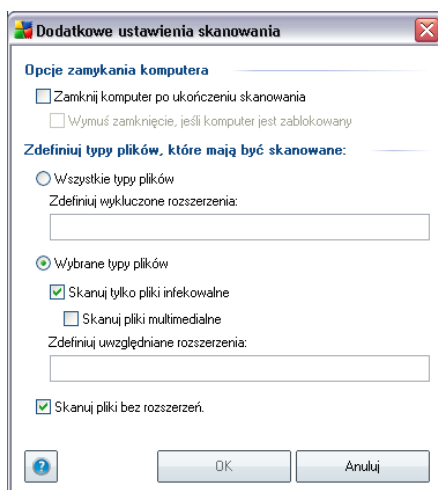 Dodatkowe ustawienia skanowania
Opcje zamykania komputera
Zamknij komputer po ukończeniu skanowania
Wymuś zamknięcie, jeśli komputer jest zablokowany
Zdefiniuj typy plików, które mają być skanowane:
Wszystkie typy plików
Zdefiniuj wykluczone rozszerzenia:
Wybrane typy plików
Skanuj tylko pliki infekowalne
Skanuj pliki multimedialne
Zdefiniuj uwzględniane rozszerzenia:
Skanuj pliki bez rozszerzeń.
?
OK
Anuluj